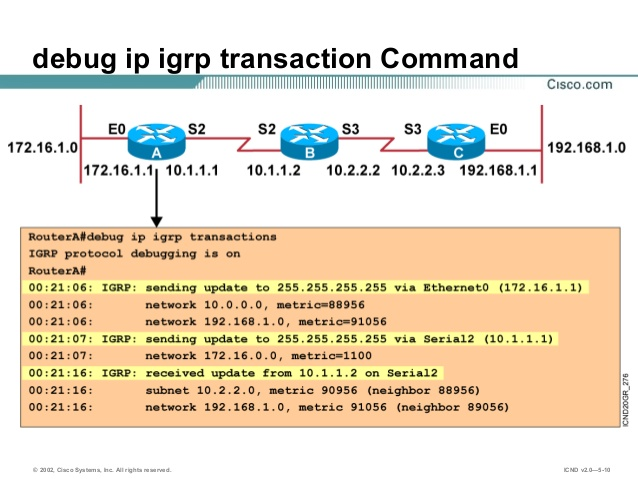 debug ip igrp transaction Command
Cisco.com
E0 S2 S2 S3 S3 E0
172.16.1.0 A B C 192.168.1.0
172.16.1.1 10.1.1.1 10.1.1.2 10.2.2.2 10.2.2.3 192.168.1.1
RouterA#debug ip igrp transactions
IGRP protocol debugging is on
RouterA#
00:21:06: IGRP: sending update to 255.255.255.255 via Ethernet0 (172.16.1.1)
00:21:06: network 10.0.0.0, metric=88956
00:21:06: network 192.168.1.0, metric=91056
00:21:07: IGRP: sending update to 255.255.255.255 via Serial2 (10.1.1.1)
00:21:07: network 172.16.0.0, metric=1100
00:21:16: IGRP: received update from 10.1.1.2 on Serial2
00:21:16: subnet 10.2.2.0, metric 90956 (neighbor 88956)
00:21:16: network 192.168.1.0, metric 91056 (neighbor 89056)
ICND20GR_276
© 2002, Cisco Systems, Inc. All rights reserved. ICND v2.0—5-10